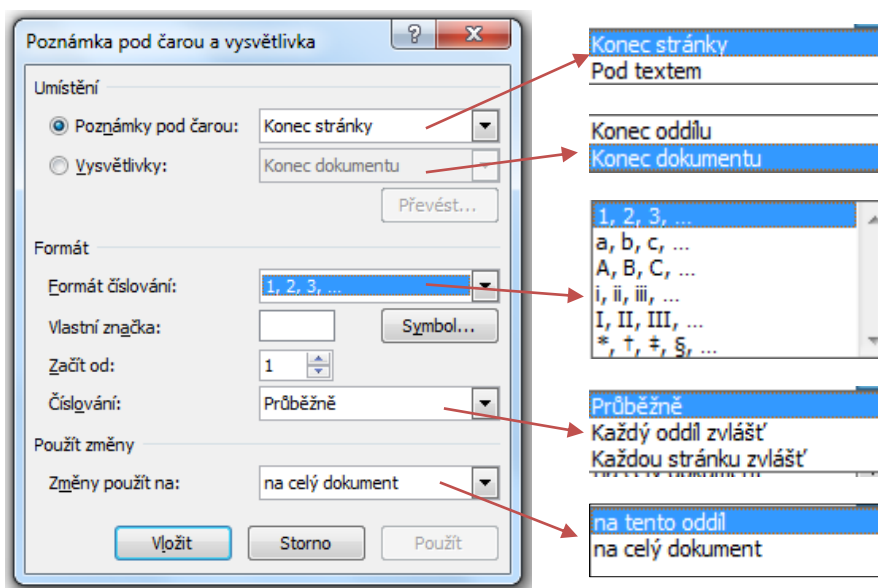 Poznámka pod čarou a vysvětlivka
Umístění
Poznámky pod čarou: Konec stránky
Vysvětlivky: Konec dokumentu
Převést...
Formát
Formát číslování: 1, 2, 3, ...
Vlastní značka: Symbol...
Začít od: 1
Číslování: Průběžně
Použít změny
Změny použít na: na celý dokument
Vložit Storno Použít
Konec stránky
Pod textem
Konec oddílu
Konec dokumentu
1, 2, 3, ...
a, b, c, ...
A, B, C, ...
i, ii, iii, ...
I, II, III, ...
*, †, ‡, §, ...
Průběžně
Každý oddíl zvlášť
Každou stránku zvlášť
na tento oddíl
na celý dokument